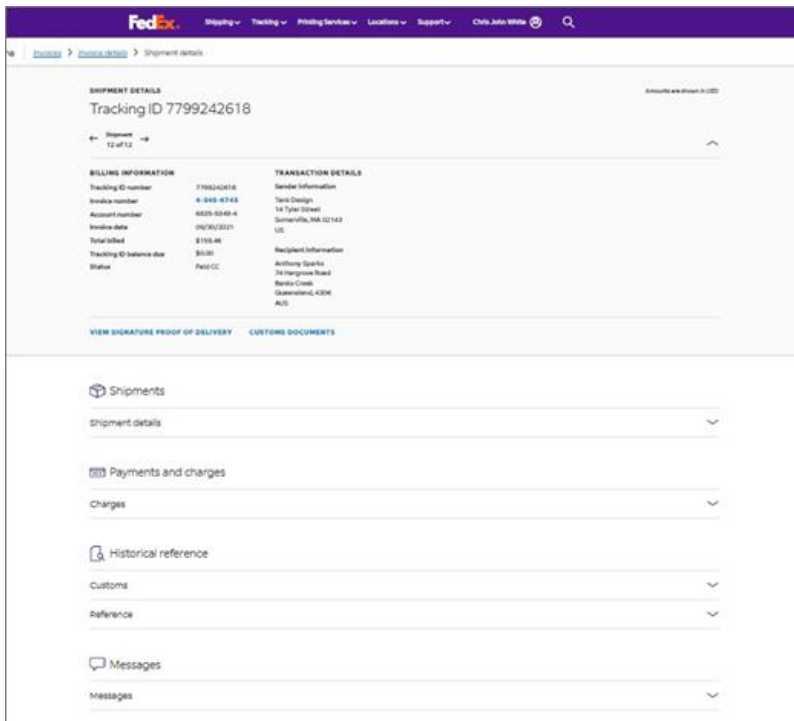 FedEx. Shipping Tracking Printing Services Locations Support Chris John White
Invoices > Invoice details > Shipment details
SHIPMENT DETAILS
Amounts are shown in USD
Tracking ID 7799242618
Shipment
12 of 12
BILLING INFORMATION
Tracking ID number 7799242618
Invoice number
Account number
Invoice date 09/30/2021
Total billed
Tracking ID balance due $0.00
Status Paid CC
TRANSACTION DETAILS
Sender Information
Tank Design
14 Tyler Street
Somerville, MA 02143
US
Recipient Information
Anthony Sparks
74 Hargrove Road
Banks Creek
Queensland, 4306
AUS
VIEW SIGNATURE PROOF OF DELIVERY CUSTOMS DOCUMENTS
Shipments
Shipment details
Payments and charges
Charges
Historical reference
Customs
Reference
Messages
Messages